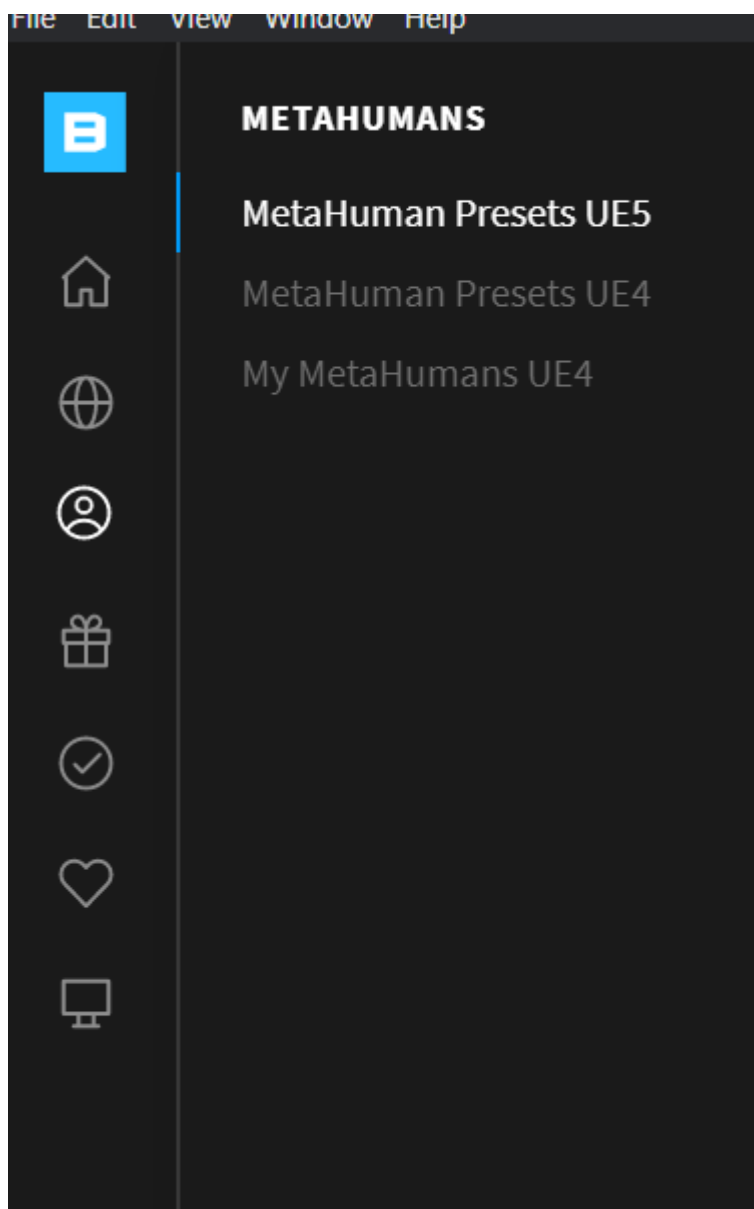 File Edit View Window Help
METAHUMANS
MetaHuman Presets UE5
MetaHuman Presets UE4
My MetaHumans UE4